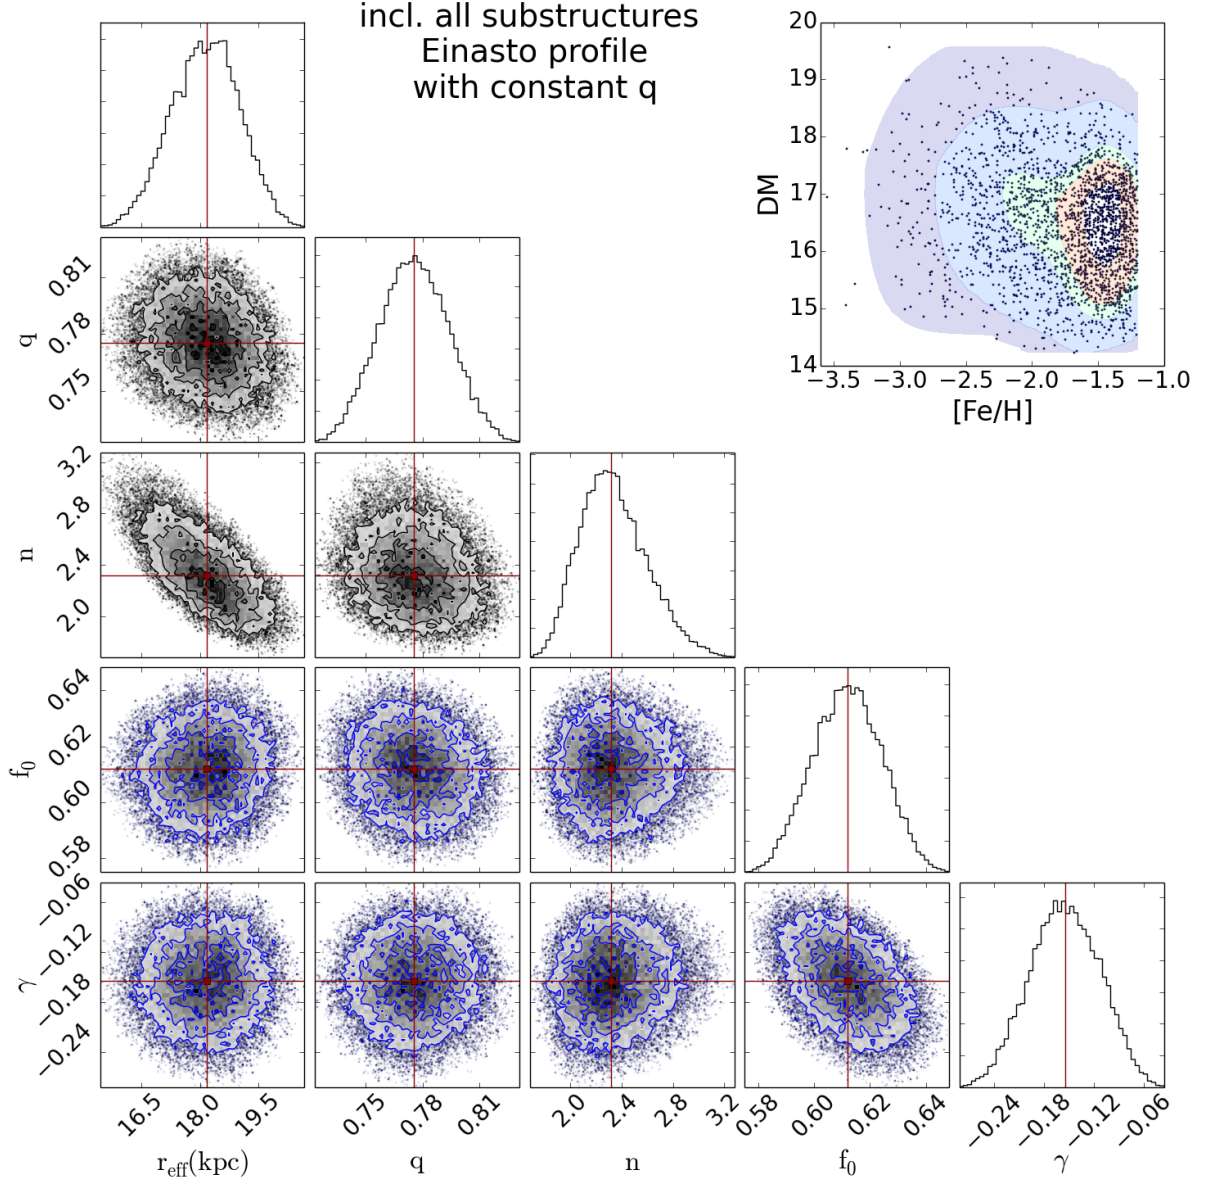 incl. all substructures
Einasto profile
with constant q
20
19
18
17
16
15
14
DM
−3.5 −3.0 −2.5 −2.0 −1.5 −1.0
[Fe/H]
0.81
0.78
0.75
q
3.2
2.8
2.4
2.0
n
0.64
0.62
0.60
0.58
f₀
−0.06
−0.12
−0.18
−0.24
γ
16.5 18.0 19.5 0.75 0.78 0.81 2.0 2.4 2.8 3.2 0.58 0.60 0.62 0.64 −0.24 −0.18 −0.12 −0.06
r_eff(kpc) q n f₀ γ